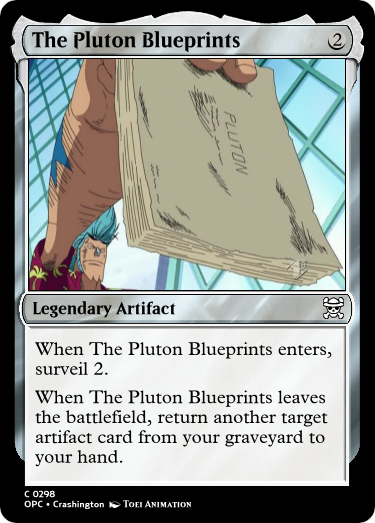 The Pluton Blueprints 2
PLUTON
Legendary Artifact
When The Pluton Blueprints enters,
surveil 2.
When The Pluton Blueprints leaves
the battlefield, return another target
artifact card from your graveyard to
your hand.
C 0298
OPC • Crashington TOEI ANIMATION